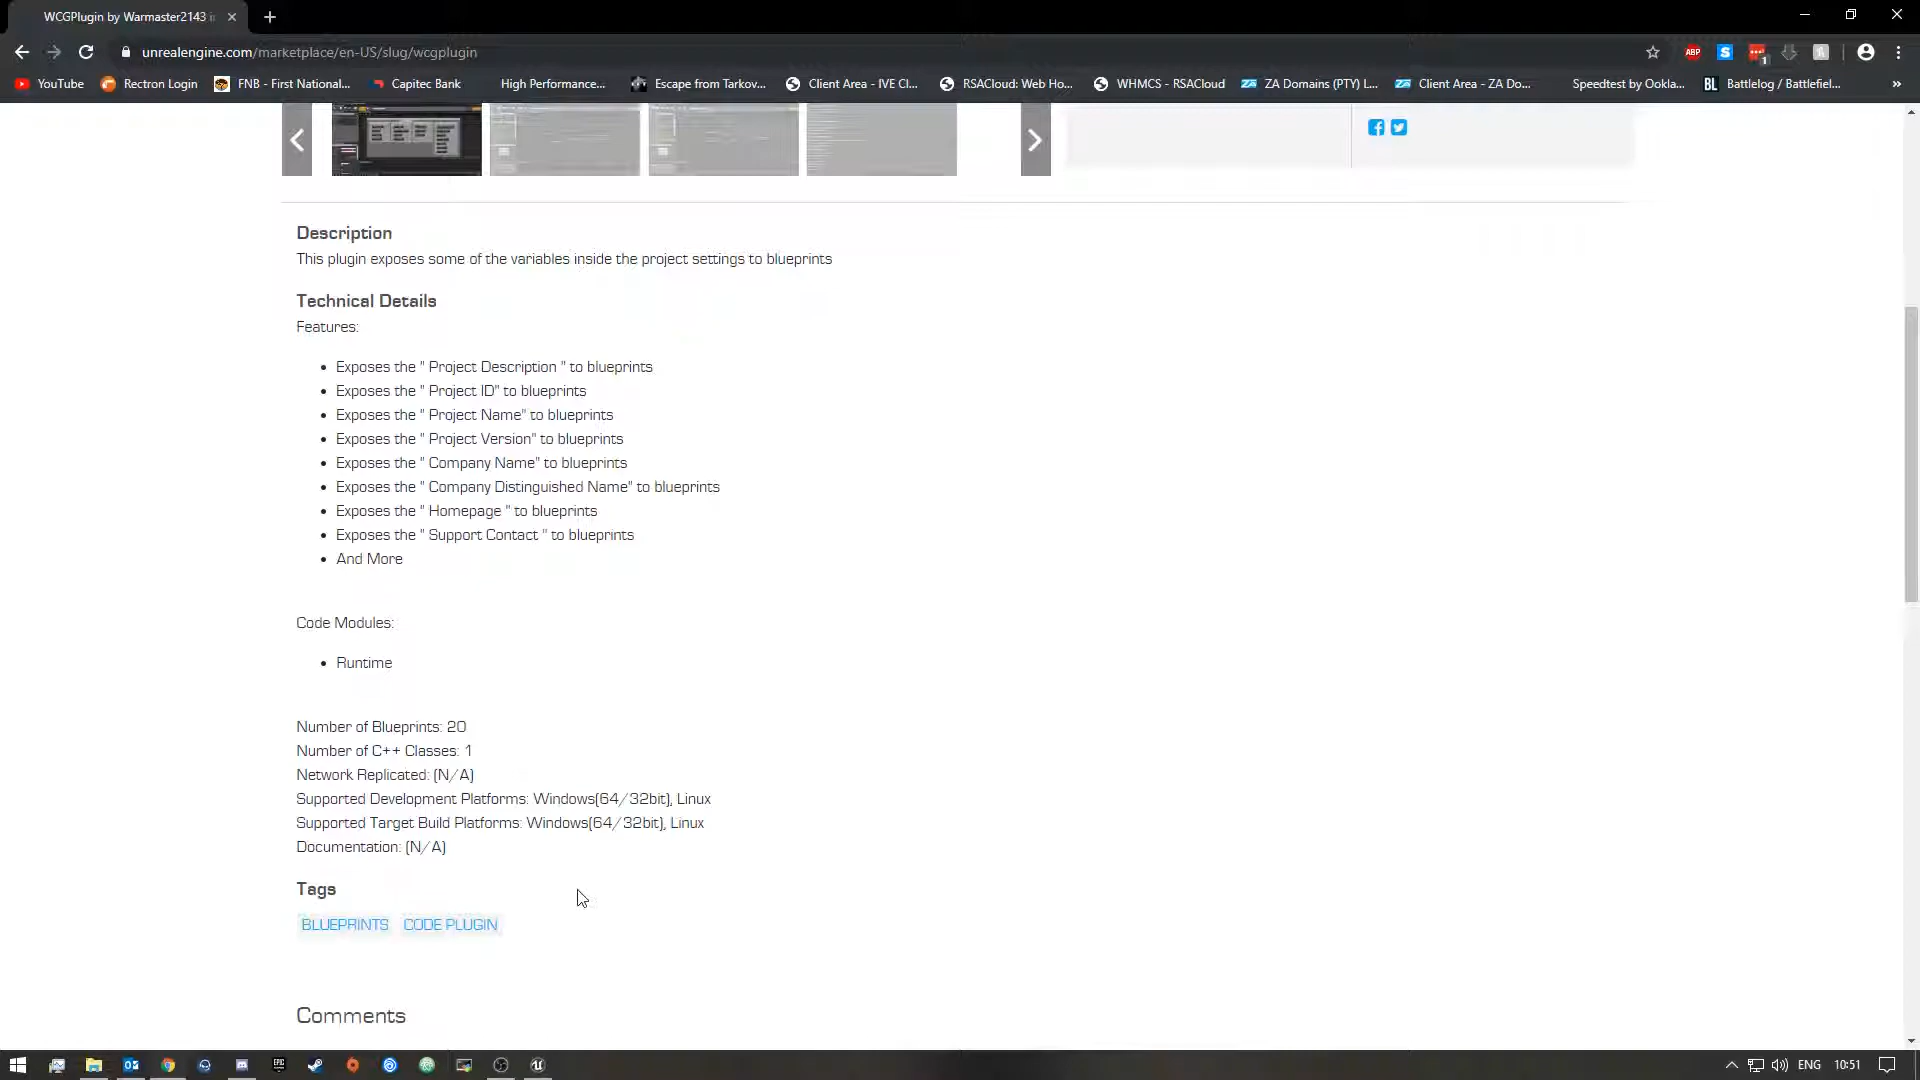 WCGPlugin by Warmaster2143 i
unrealengine.com/marketplace/en-US/slug/wcgplugin
ABP
S
1
YouTube
Rectron Login
FNB - First National...
Capitec Bank
High Performance...
Escape from Tarkov...
Client Area - IVE Cl...
RSACloud: Web Ho...
WHMCS - RSACloud
ZA Domains (PTY) L...
Client Area - ZA Do...
Speedtest by Ookla...
BL Battlelog / Battlefiel...
»
Description
This plugin exposes some of the variables inside the project settings to blueprints
Technical Details
Features:
• Exposes the " Project Description " to blueprints
• Exposes the " Project ID" to blueprints
• Exposes the " Project Name" to blueprints
• Exposes the " Project Version" to blueprints
• Exposes the " Company Name" to blueprints
• Exposes the " Company Distinguished Name" to blueprints
• Exposes the " Homepage " to blueprints
• Exposes the " Support Contact " to blueprints
• And More
Code Modules:
• Runtime
Number of Blueprints: 20
Number of C++ Classes: 1
Network Replicated: (N/A)
Supported Development Platforms: Windows(64/32bit), Linux
Supported Target Build Platforms: Windows(64/32bit), Linux
Documentation: (N/A)
Tags
BLUEPRINTS CODE PLUGIN
Comments
EPIC
ENG
10:51